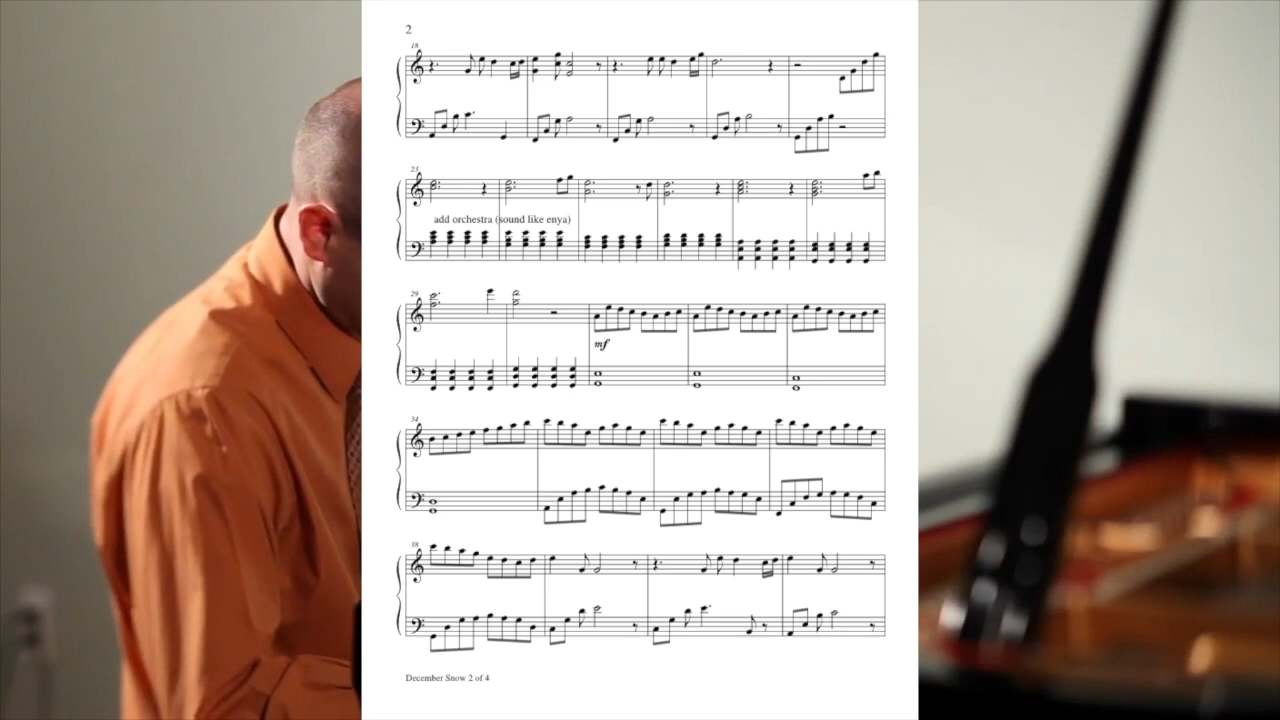 2
18
23
add orchestra (sound like enya)
29
mf
34
38
December Snow 2 of 4